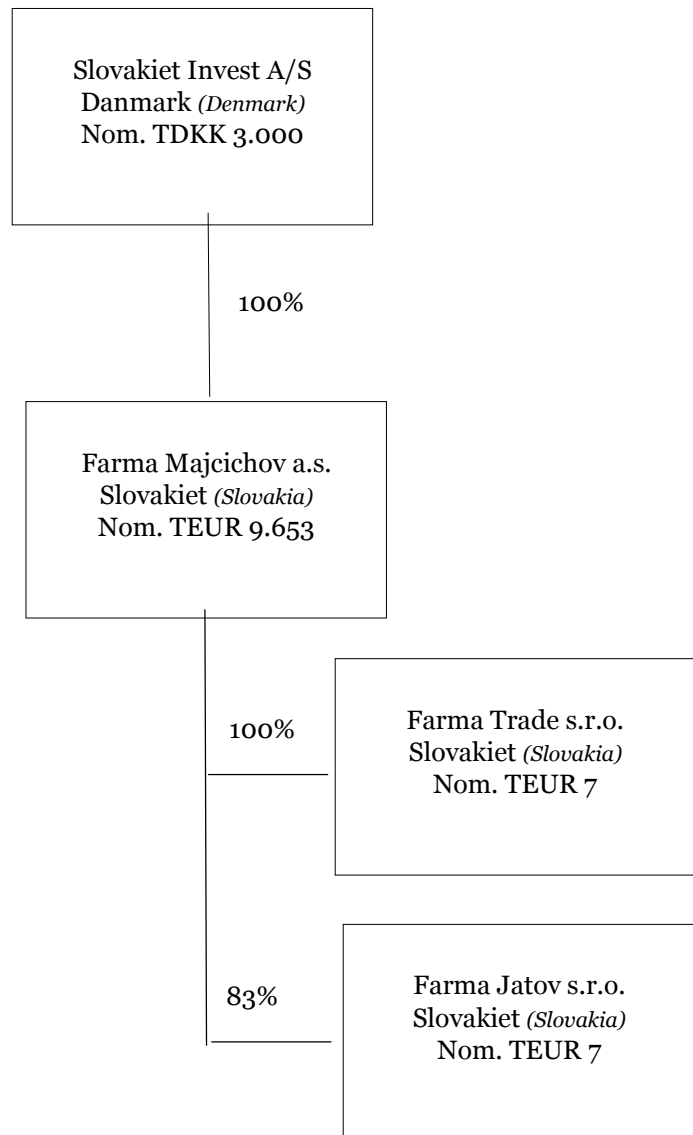 Slovakiet Invest A/S
Danmark (Denmark)
Nom. TDKK 3.000
100%
Farma Majcichov a.s.
Slovakiet (Slovakia)
Nom. TEUR 9.653
100%
Farma Trade s.r.o.
Slovakiet (Slovakia)
Nom. TEUR 7
83%
Farma Jatov s.r.o.
Slovakiet (Slovakia)
Nom. TEUR 7